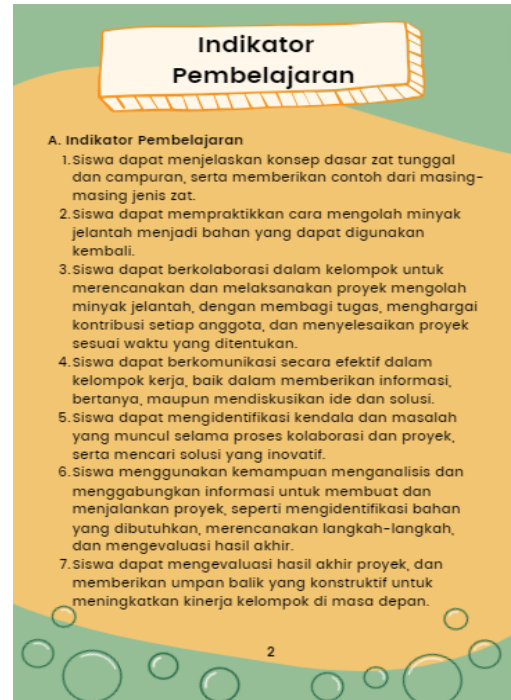 Indikator
Pembelajaran
A. Indikator Pembelajaran
1. Siswa dapat menjelaskan konsep dasar zat tunggal
dan campuran, serta memberikan contoh dari masing-
masing jenis zat.
2. Siswa dapat mempraktikkan cara mengolah minyak
jelantah menjadi bahan yang dapat digunakan
kembali.
3. Siswa dapat berkolaborasi dalam kelompok untuk
merencanakan dan melaksanakan proyek mengolah
minyak jelantah, dengan membagi tugas, menghargai
kontribusi setiap anggota, dan menyelesaikan proyek
sesuai waktu yang ditentukan.
4. Siswa dapat berkomunikasi secara efektif dalam
kelompok kerja, baik dalam memberikan informasi,
bertanya, maupun mendiskusikan ide dan solusi.
5. Siswa dapat mengidentifikasi kendala dan masalah
yang muncul selama proses kolaborasi dan proyek,
serta mencari solusi yang inovatif.
6. Siswa menggunakan kemampuan menganalisis dan
menggabungkan informasi untuk membuat dan
menjalankan proyek, seperti mengidentifikasi bahan
yang dibutuhkan, merencanakan langkah-langkah,
dan mengevaluasi hasil akhir.
7. Siswa dapat mengevaluasi hasil akhir proyek, dan
memberikan umpan balik yang konstruktif untuk
meningkatkan kinerja kelompok di masa depan.
2